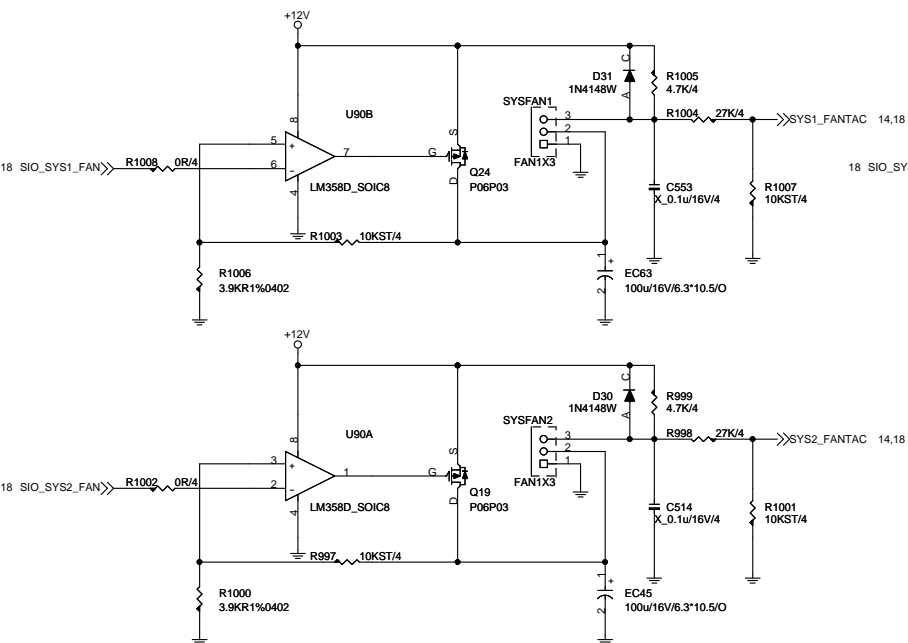 +12V
D31
1N4148W
C
A
R1005
4.7K/4
U90B
SYSFAN1
8
S
3
2
1
R1004
27K/4
SYS1_FANTAC 14,18
5
+
18 SIO_SYS1_FAN
R1008
0R/4
6
-
7
G
Q24
P06P03
FAN1X3
18 SIO_SY
4
LM358D_SOIC8
D
C553
X_0.1u/16V/4
R1007
10KST/4
R1003
10KST/4
R1006
3.9KR1%0402
1
+
2
EC63
100u/16V/6.3*10.5/O
+12V
D30
1N4148W
C
A
R999
4.7K/4
U90A
SYSFAN2
8
S
3
2
1
R998
27K/4
SYS2_FANTAC 14,18
3
+
18 SIO_SYS2_FAN
R1002
0R/4
2
-
1
G
Q19
P06P03
FAN1X3
4
LM358D_SOIC8
D
C514
X_0.1u/16V/4
R1001
10KST/4
R997
10KST/4
R1000
3.9KR1%0402
1
+
2
EC45
100u/16V/6.3*10.5/O